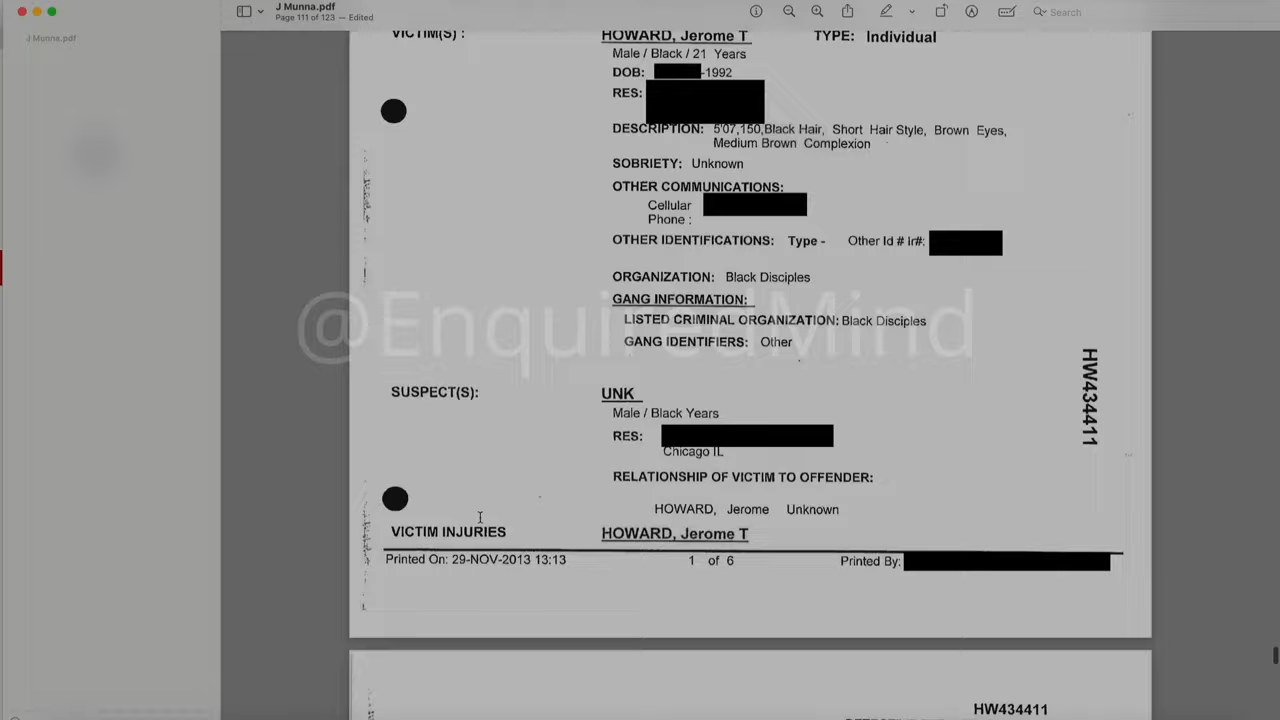 J Munna.pdf
Page 111 of 123 — Edited
Search
J Munna.pdf
VICTIM(S) :
HOWARD, Jerome T
TYPE: Individual
Male / Black / 21 Years
DOB: -1992
RES:
DESCRIPTION: 5'07,150,Black Hair, Short Hair Style, Brown Eyes,
Medium Brown Complexion
SOBRIETY: Unknown
OTHER COMMUNICATIONS:
Cellular
Phone :
OTHER IDENTIFICATIONS: Type - Other Id # Ir#:
ORGANIZATION: Black Disciples
GANG INFORMATION:
@EnquiredMind
LISTED CRIMINAL ORGANIZATION: Black Disciples
GANG IDENTIFIERS: Other
HW434411
SUSPECT(S):
UNK
Male / Black Years
RES:
Chicago IL
RELATIONSHIP OF VICTIM TO OFFENDER:
HOWARD, Jerome Unknown
VICTIM INJURIES
HOWARD, Jerome T
Printed On: 29-NOV-2013 13:13 1 of 6 Printed By:
HW434411